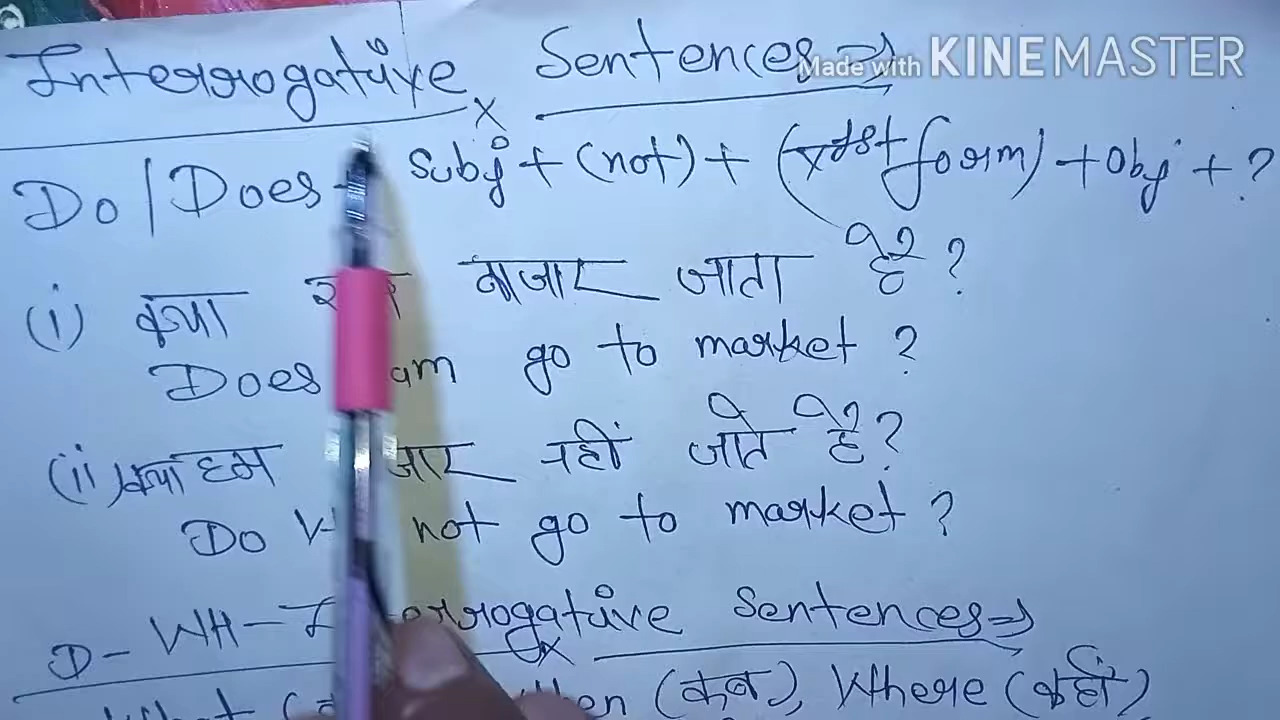 Interrogative Sentences ⇒
Made with KINEMASTER
Do/Does + Subj + (not) + (V 1st form) + Obj + ?
(i) क्या बाजार जाता है ?
Does go to market ?
(ii) क्या हम नहीं जाते है ?
Do not go to market ?
D- WH - Interrogative Sentences ⇒
What (कब), Where (कहाँ)